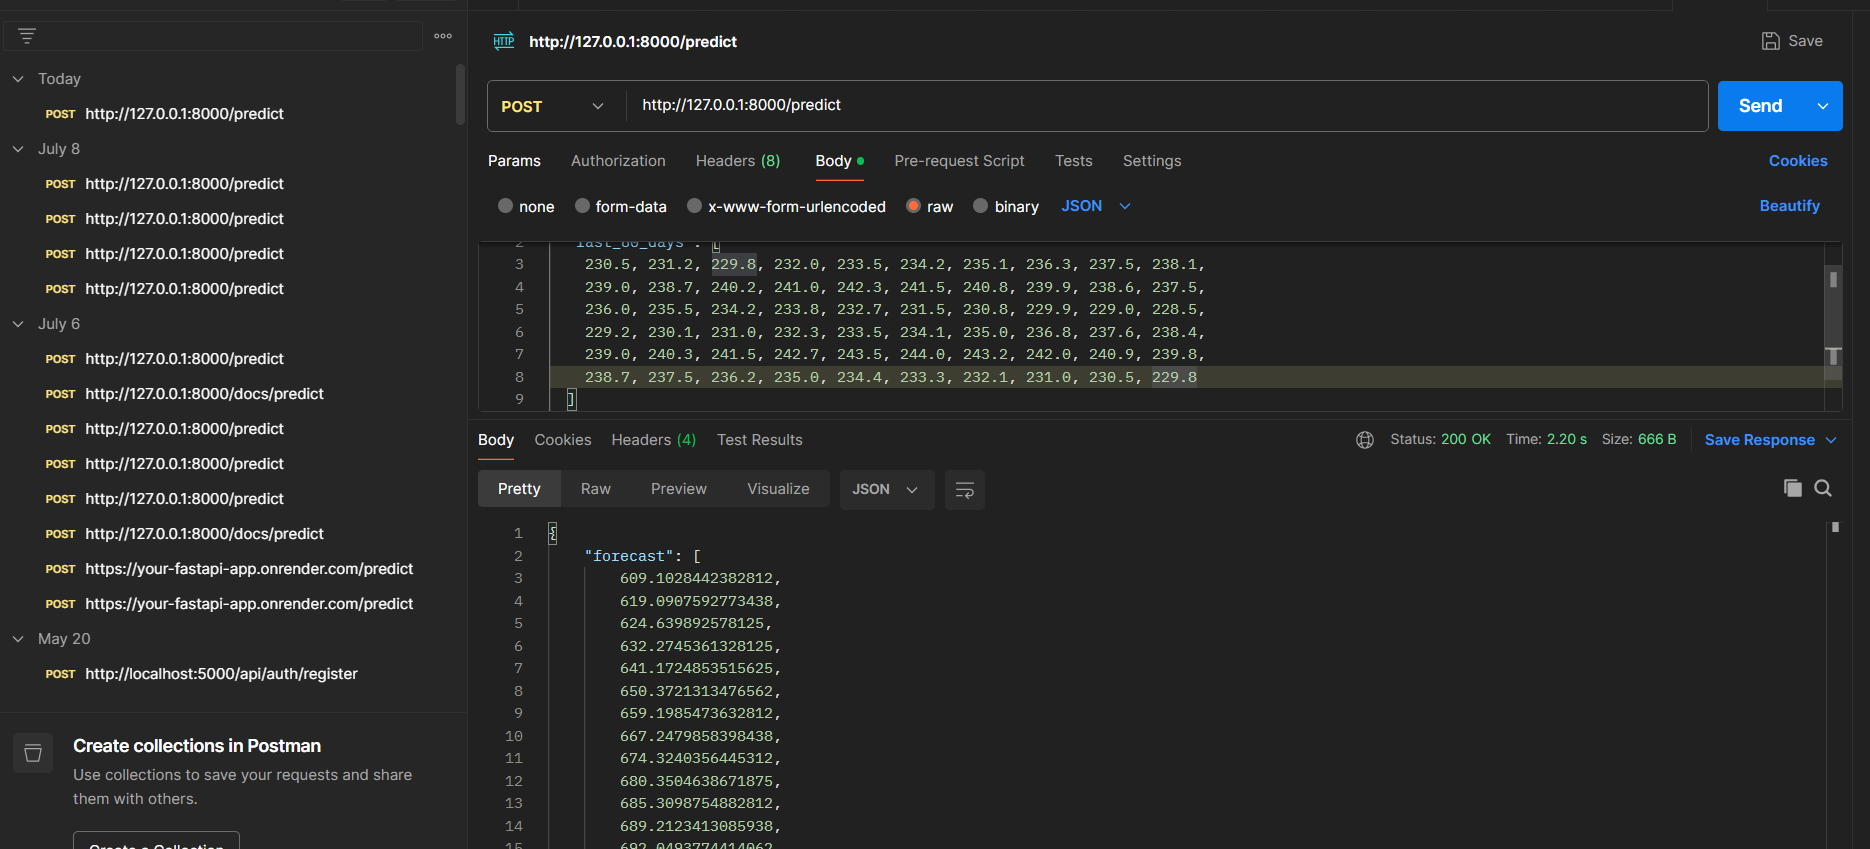 Today
POST http://127.0.0.1:8000/predict
July 8
POST http://127.0.0.1:8000/predict
POST http://127.0.0.1:8000/predict
POST http://127.0.0.1:8000/predict
POST http://127.0.0.1:8000/predict
July 6
POST http://127.0.0.1:8000/predict
POST http://127.0.0.1:8000/docs/predict
POST http://127.0.0.1:8000/predict
POST http://127.0.0.1:8000/predict
POST http://127.0.0.1:8000/predict
POST http://127.0.0.1:8000/docs/predict
POST https://your-fastapi-app.onrender.com/predict
POST https://your-fastapi-app.onrender.com/predict
May 20
POST http://localhost:5000/api/auth/register
Create collections in Postman
Use collections to save your requests and share
them with others.
Create a Collection
HTTP http://127.0.0.1:8000/predict Save
POST http://127.0.0.1:8000/predict Send
Params Authorization Headers (8) Body Pre-request Script Tests Settings Cookies
none form-data x-www-form-urlencoded raw binary JSON Beautify
2 [
3 230.5, 231.2, 229.8, 232.0, 233.5, 234.2, 235.1, 236.3, 237.5, 238.1,
4 239.0, 238.7, 240.2, 241.0, 242.3, 241.5, 240.8, 239.9, 238.6, 237.5,
5 236.0, 235.5, 234.2, 233.8, 232.7, 231.5, 230.8, 229.9, 229.0, 228.5,
6 229.2, 230.1, 231.0, 232.3, 233.5, 234.1, 235.0, 236.8, 237.6, 238.4,
7 239.0, 240.3, 241.5, 242.7, 243.5, 244.0, 243.2, 242.0, 240.9, 239.8,
8 238.7, 237.5, 236.2, 235.0, 234.4, 233.3, 232.1, 231.0, 230.5, 229.8
9 ]
Body Cookies Headers (4) Test Results Status: 200 OK Time: 2.20 s Size: 666 B Save Response
Pretty Raw Preview Visualize JSON
1 {
2 "forecast": [
3 609.1028442382812,
4 619.0907592773438,
5 624.639892578125,
6 632.2745361328125,
7 641.1724853515625,
8 650.3721313476562,
9 659.1985473632812,
10 667.2479858398438,
11 674.3240356445312,
12 680.3504638671875,
13 685.3098754882812,
14 689.2123413085938,
15 692.0493774414062